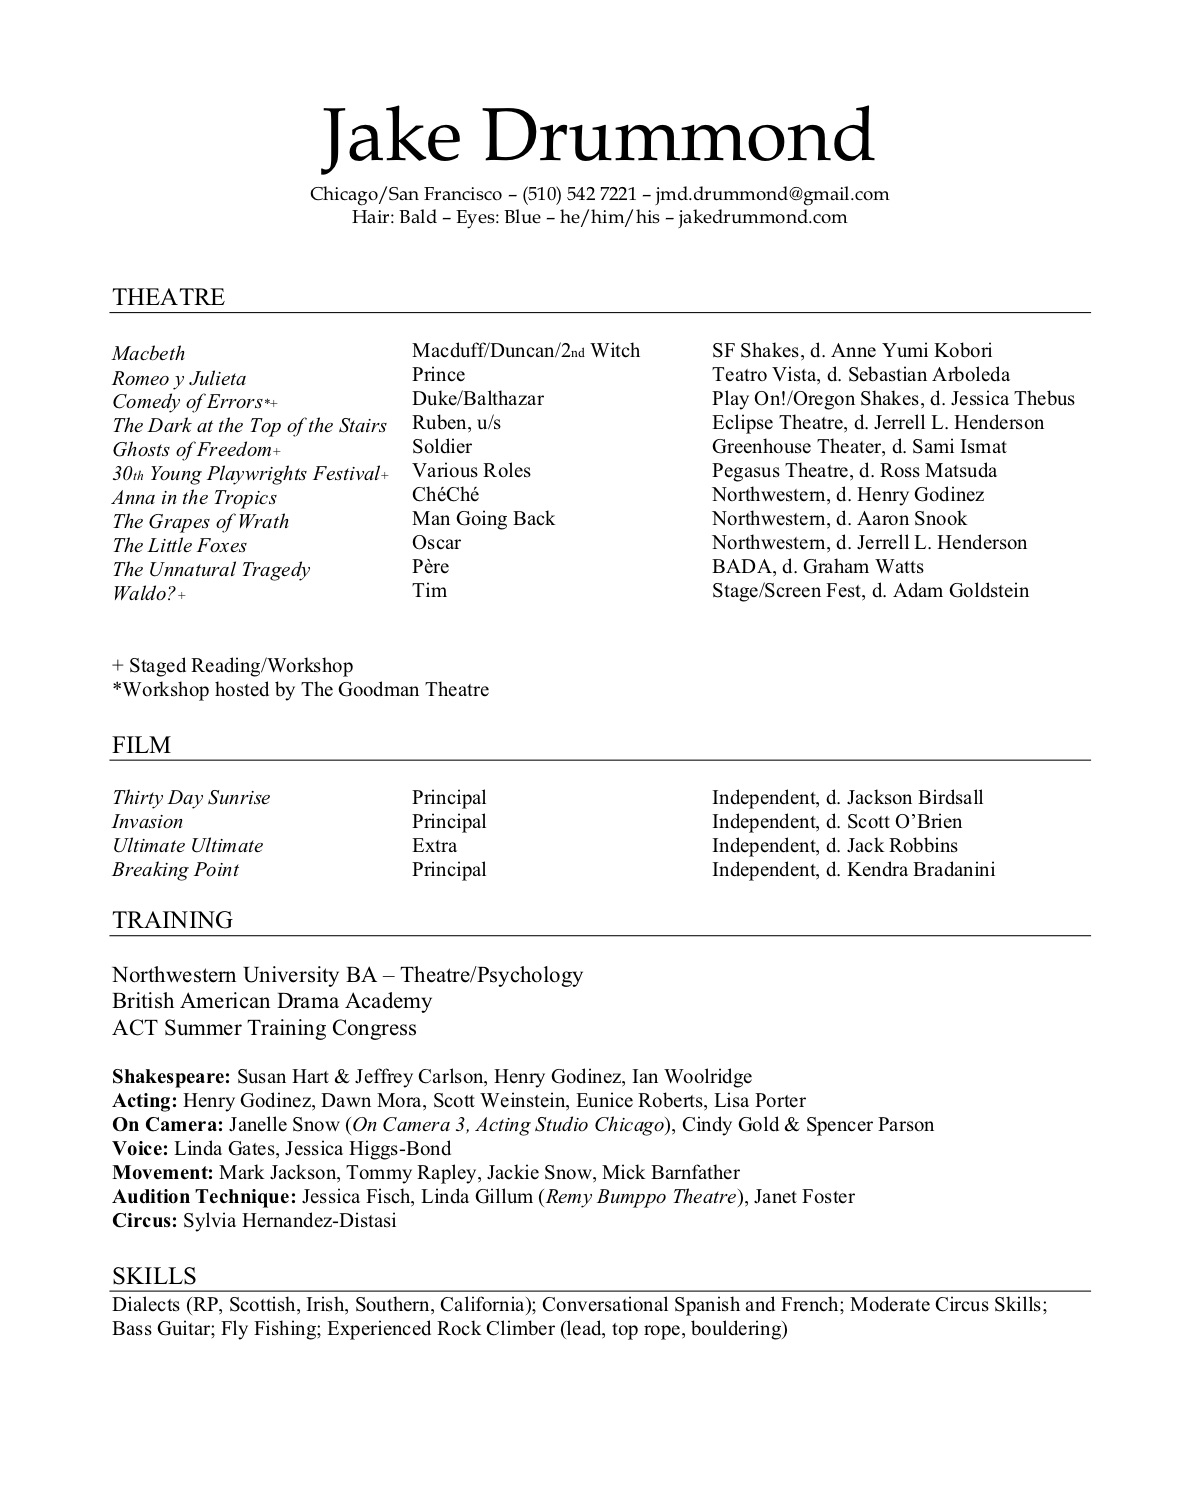 Jake Drummond
Chicago/San Francisco – (510) 542 7221 – jmd.drummond@gmail.com
Hair: Bald – Eyes: Blue – he/him/his – jakedrummond.com
THEATRE
Macbeth Macduff/Duncan/2nd Witch SF Shakes, d. Anne Yumi Kobori
Romeo y Julieta Prince Teatro Vista, d. Sebastian Arboleda
Comedy of Errors*+ Duke/Balthazar Play On!/Oregon Shakes, d. Jessica Thebus
The Dark at the Top of the Stairs Ruben, u/s Eclipse Theatre, d. Jerrell L. Henderson
Ghosts of Freedom+ Soldier Greenhouse Theater, d. Sami Ismat
30th Young Playwrights Festival+ Various Roles Pegasus Theatre, d. Ross Matsuda
Anna in the Tropics ChéChé Northwestern, d. Henry Godinez
The Grapes of Wrath Man Going Back Northwestern, d. Aaron Snook
The Little Foxes Oscar Northwestern, d. Jerrell L. Henderson
The Unnatural Tragedy Père BADA, d. Graham Watts
Waldo?+ Tim Stage/Screen Fest, d. Adam Goldstein
+ Staged Reading/Workshop
*Workshop hosted by The Goodman Theatre
FILM
Thirty Day Sunrise Principal Independent, d. Jackson Birdsall
Invasion Principal Independent, d. Scott O’Brien
Ultimate Ultimate Extra Independent, d. Jack Robbins
Breaking Point Principal Independent, d. Kendra Bradanini
TRAINING
Northwestern University BA – Theatre/Psychology
British American Drama Academy
ACT Summer Training Congress
Shakespeare: Susan Hart & Jeffrey Carlson, Henry Godinez, Ian Woolridge
Acting: Henry Godinez, Dawn Mora, Scott Weinstein, Eunice Roberts, Lisa Porter
On Camera: Janelle Snow (On Camera 3, Acting Studio Chicago), Cindy Gold & Spencer Parson
Voice: Linda Gates, Jessica Higgs-Bond
Movement: Mark Jackson, Tommy Rapley, Jackie Snow, Mick Barnfather
Audition Technique: Jessica Fisch, Linda Gillum (Remy Bumppo Theatre), Janet Foster
Circus: Sylvia Hernandez-Distasi
SKILLS
Dialects (RP, Scottish, Irish, Southern, California); Conversational Spanish and French; Moderate Circus Skills;
Bass Guitar; Fly Fishing; Experienced Rock Climber (lead, top rope, bouldering)